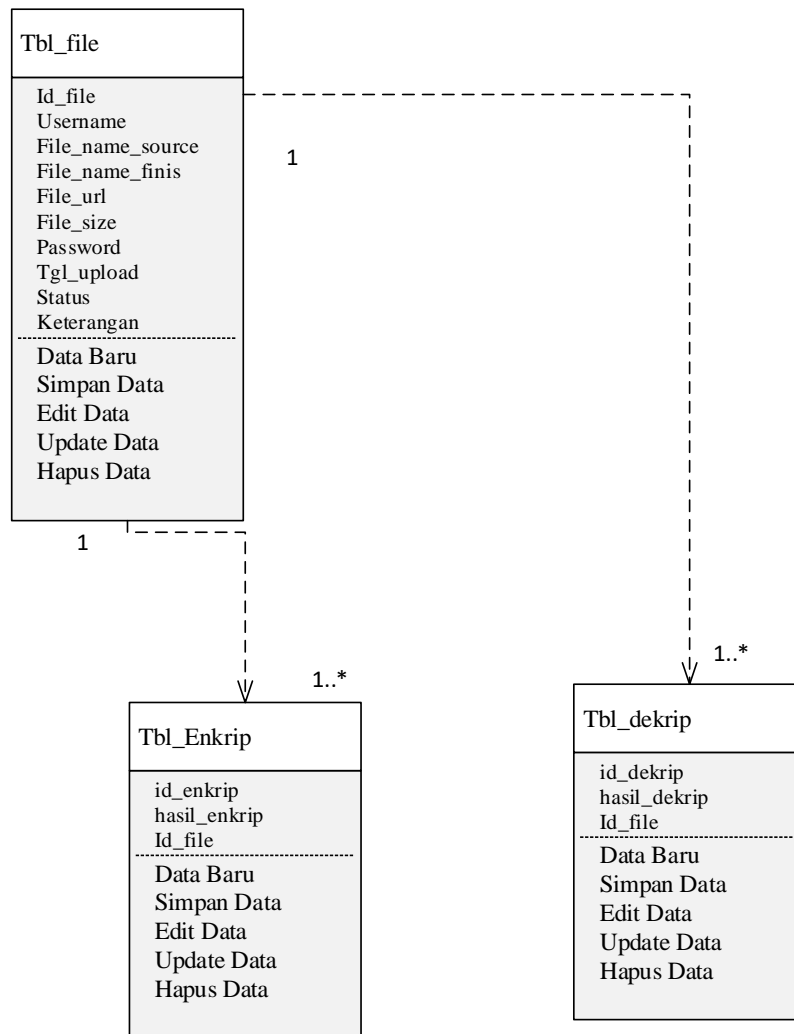 Tbl_file
Id_file
Username
File_name_source
File_name_finis
File_url
File_size
Password
Tgl_upload
Status
Keterangan
Data Baru
Simpan Data
Edit Data
Update Data
Hapus Data
1
1
1..*
1..*
Tbl_Enkrip
id_enkrip
hasil_enkrip
Id_file
Data Baru
Simpan Data
Edit Data
Update Data
Hapus Data
Tbl_dekrip
id_dekrip
hasil_dekrip
Id_file
Data Baru
Simpan Data
Edit Data
Update Data
Hapus Data